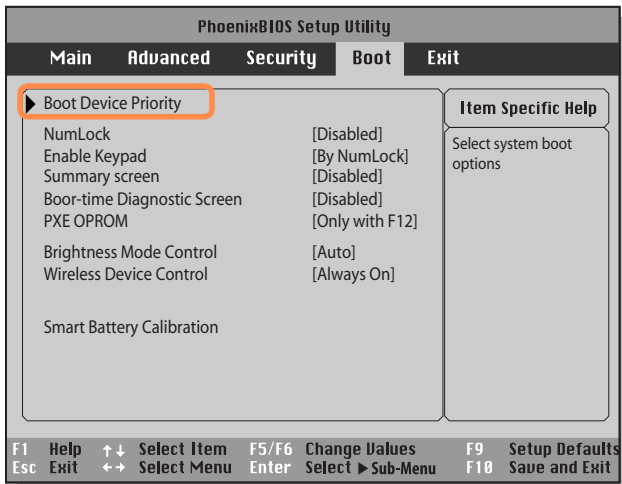 PhoenixBIOS Setup Utility
Main Advanced Security Boot Exit
Boot Device Priority
NumLock [Disabled]
Enable Keypad [By NumLock]
Summary screen [Disabled]
Boor-time Diagnostic Screen [Disabled]
PXE OPROM [Only with F12]
Brightness Mode Control [Auto]
Wireless Device Control [Always On]
Smart Battery Calibration
Item Specific Help
Select system boot
options
F1 Help ↑↓ Select Item F5/F6 Change Values F9 Setup Defaults
Esc Exit ←→ Select Menu Enter Select ▶ Sub-Menu F10 Save and Exit